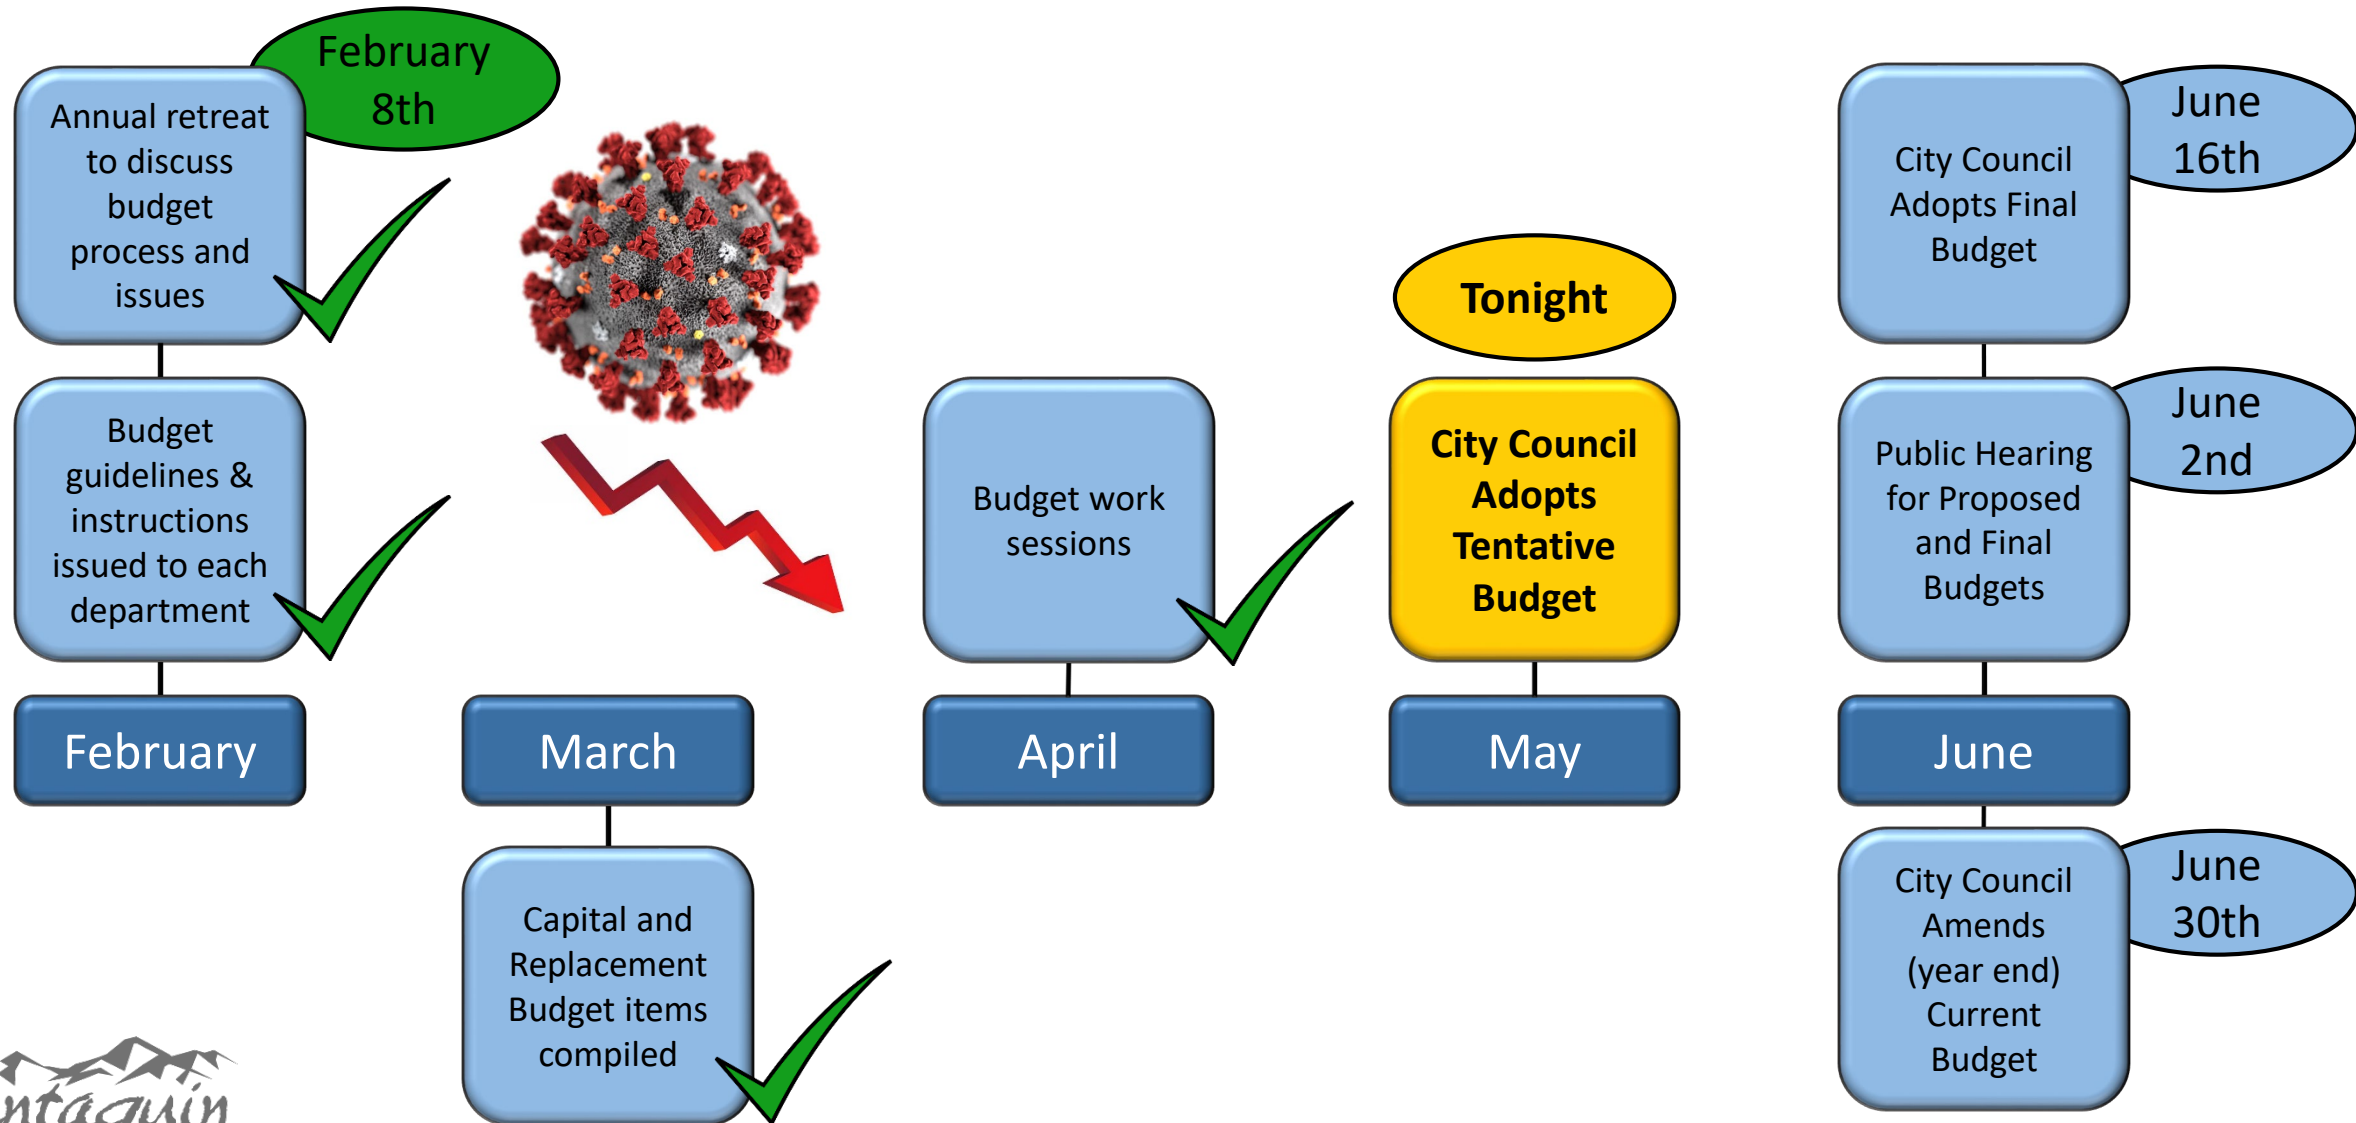 February
8th
Annual retreat
to discuss
budget
process and
issues
Budget
guidelines &
instructions
issued to each
department
February
March
Capital and
Replacement
Budget items
compiled
Budget work
sessions
April
Tonight
City Council
Adopts
Tentative
Budget
May
June
16th
City Council
Adopts Final
Budget
June
2nd
Public Hearing
for Proposed
and Final
Budgets
June
June
30th
City Council
Amends
(year end)
Current
Budget
ntaquin